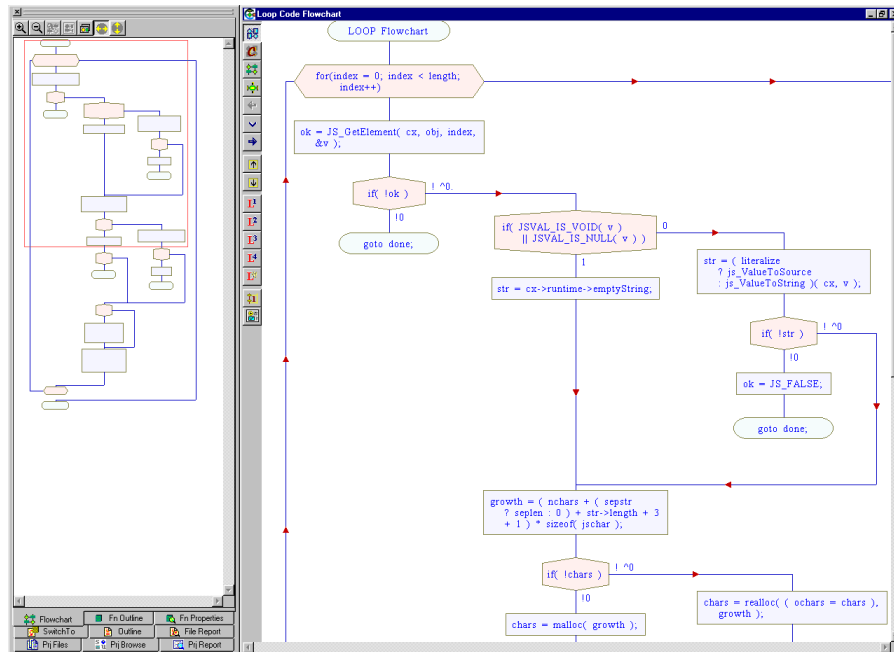 Loop Code Flowchart
LOOP Flowchart
for(index = 0; index < length;
index++)
ok = JS_GetElement( cx, obj, index,
&v );
if( !ok )
! ^0.
!0
goto done;
if( JSVAL_IS_VOID( v )
|| JSVAL_IS_NULL( v ) )
0
1
str = cx->runtime->emptyString;
str = ( literalize
? js_ValueToSource
: js_ValueToString )( cx, v );
if( !str )
! ^0
!0
ok = JS_FALSE;
goto done;
growth = ( nchars + ( sepstr
? seplen : 0 ) + str->length + 3
+ 1 ) * sizeof( jschar );
if( !chars )
! ^0
!0
chars = malloc( growth );
chars = realloc( ( ochars = chars ),
growth );
L1
L2
L3
L4
Flowchart
Fn Outline
Fn Properties
SwitchTo
Outline
File Report
Prj Files
Prj Browse
Prj Report